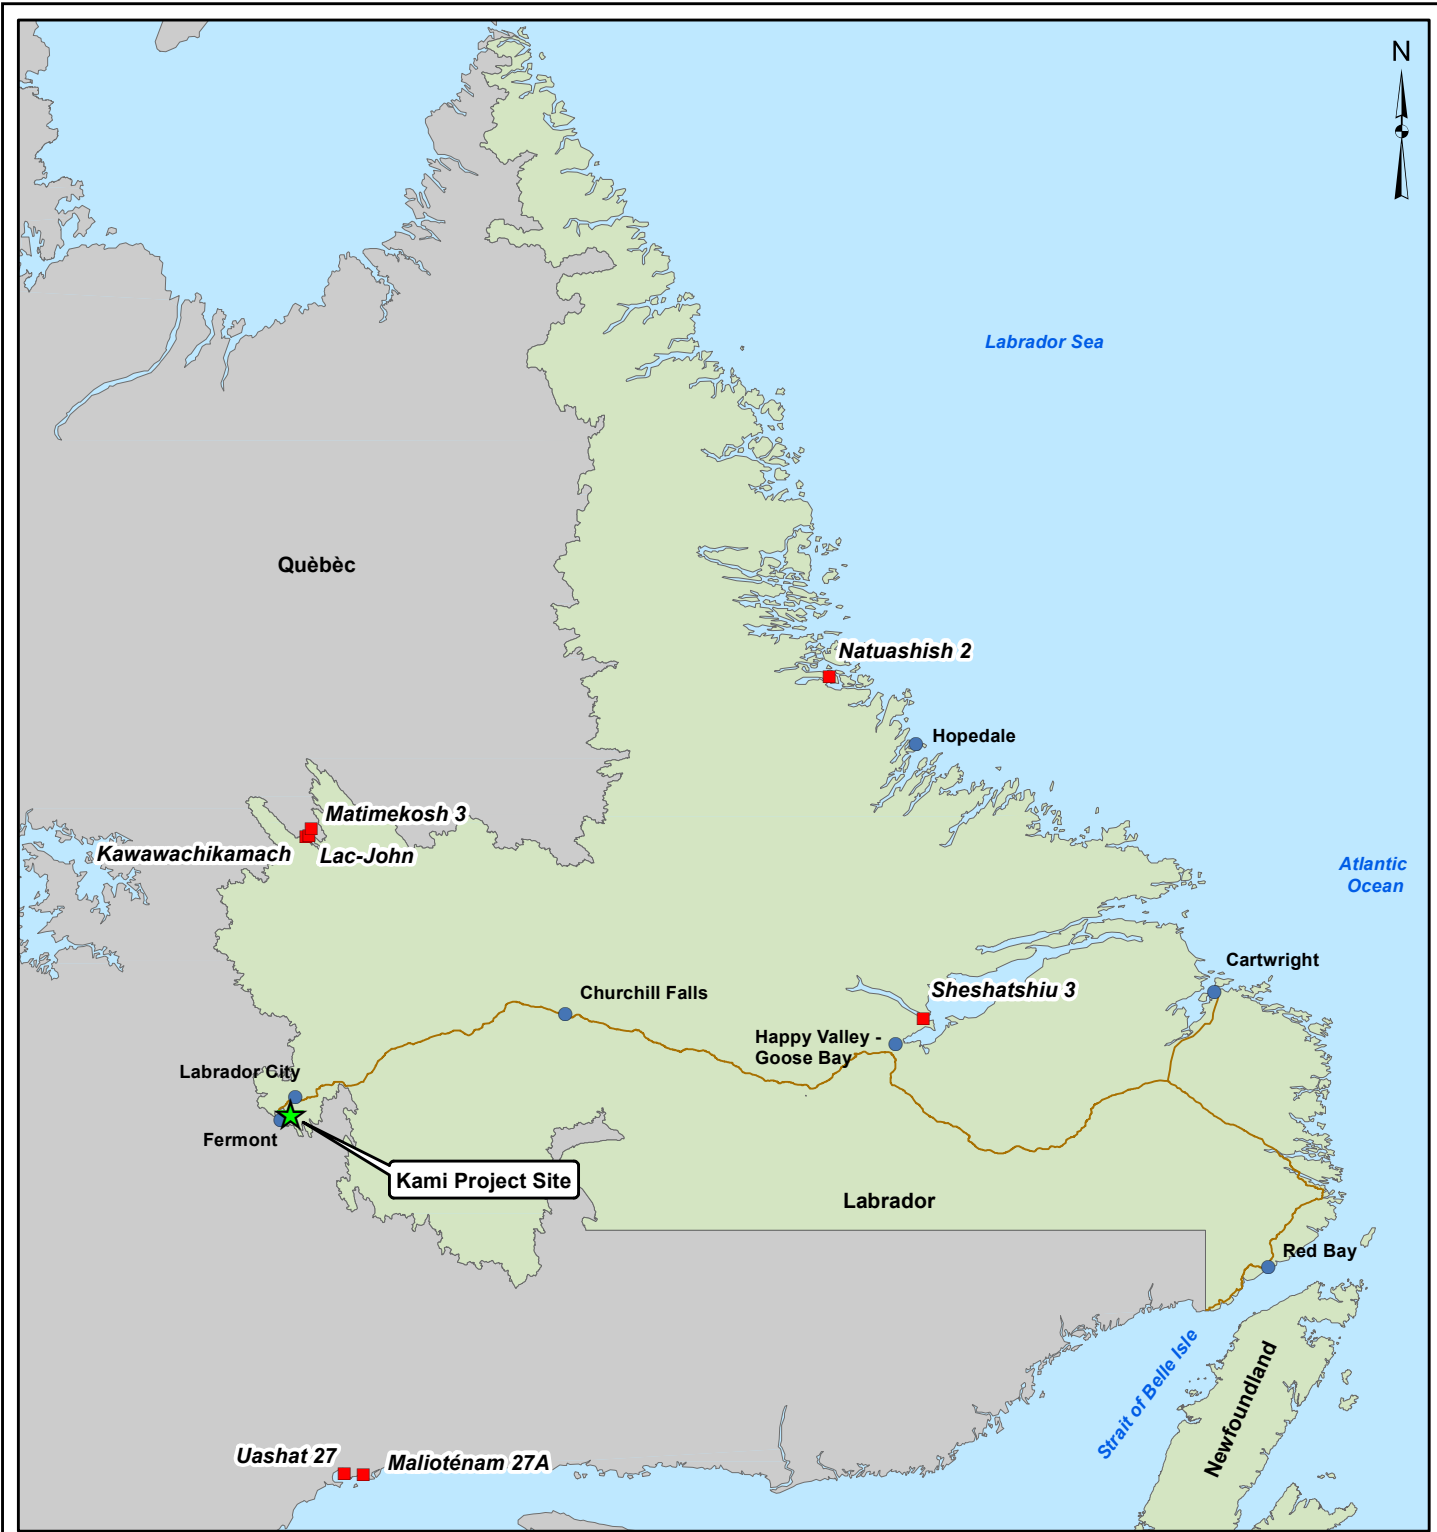 N
Labrador Sea
Quèbèc
Natuashish 2
Hopedale
Matimekosh 3
Kawawachikamach
Lac-John
Atlantic
Ocean
Cartwright
Sheshatshiu 3
Churchill Falls
Happy Valley -
Goose Bay
Labrador City
Fermont
Kami Project Site
Labrador
Red Bay
Strait of Belle Isle
Newfoundland
Uashat 27
Malioténam 27A